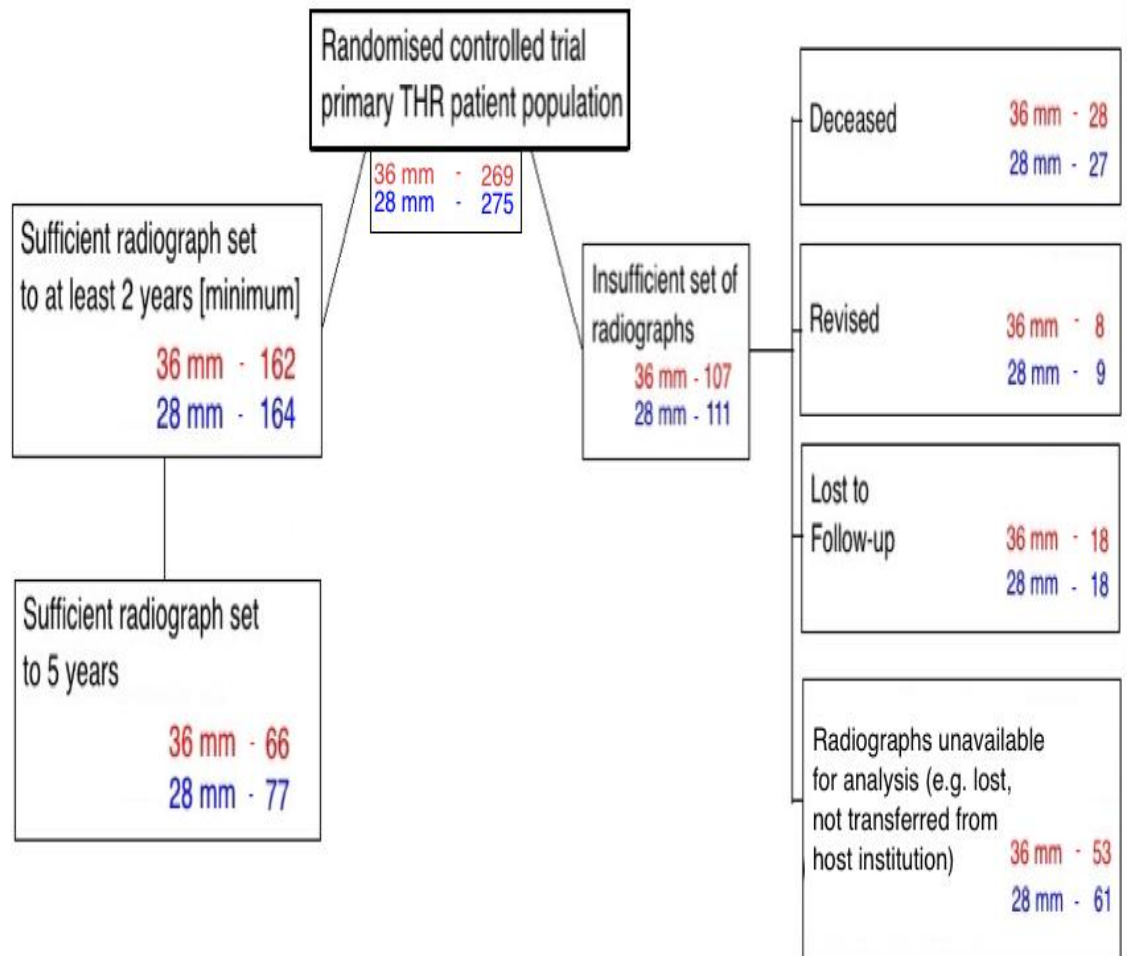 Randomised controlled trial
primary THR patient population
36 mm - 269
28 mm - 275
Sufficient radiograph set
to at least 2 years [minimum]
36 mm - 162
28 mm - 164
Sufficient radiograph set
to 5 years
36 mm - 66
28 mm - 77
Insufficient set of
radiographs
36 mm - 107
28 mm - 111
Deceased
36 mm - 28
28 mm - 27
Revised
36 mm - 8
28 mm - 9
Lost to
Follow-up
36 mm - 18
28 mm - 18
Radiographs unavailable
for analysis (e.g. lost,
not transferred from
host institution)
36 mm - 53
28 mm - 61